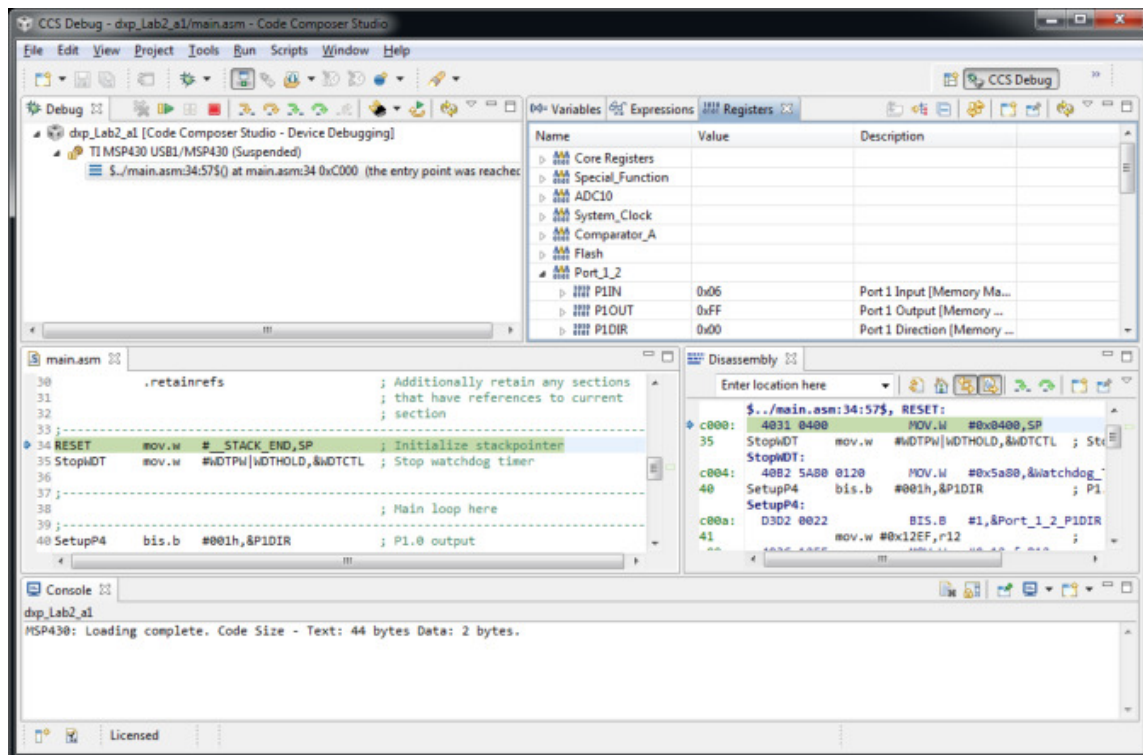 CCS Debug - dxp_Lab2_a1/main.asm - Code Composer Studio
File Edit View Project Tools Run Scripts Window Help
CCS Debug
Debug
dxp_Lab2_a1 [Code Composer Studio - Device Debugging]
TI MSP430 USB1/MSP430 (Suspended)
$../main.asm:34:57$() at main.asm:34 0xC000 (the entry point was reached
Variables Expressions Registers
Name Value Description
Core Registers
Special_Function
ADC10
System_Clock
Comparator_A
Flash
Port_1_2
P1IN 0x06 Port 1 Input [Memory Ma...
P1OUT 0xFF Port 1 Output [Memory ...
P1DIR 0x00 Port 1 Direction [Memory ...
main.asm
30 .retainrefs ; Additionally retain any sections
31 ; that have references to current
32 ; section
33 ;-------------------------------------------------------------------------------
34 RESET mov.w #__STACK_END,SP ; Initialize stackpointer
35 StopWDT mov.w #WDTPW|WDTHOLD,&WDTCTL ; Stop watchdog timer
36
37 ;-------------------------------------------------------------------------------
38 ; Main loop here
39 ;-------------------------------------------------------------------------------
40 SetupP4 bis.b #001h,&P1DIR ; P1.0 output
Disassembly
Enter location here
$../main.asm:34:57$, RESET:
c000: 4031 0400 MOV.W #0x0400,SP
35 StopWDT mov.w #WDTPW|WDTHOLD,&WDTCTL ; Sto
StopWDT:
c004: 40B2 5A80 0120 MOV.W #0x5a80,&Watchdog_
40 SetupP4 bis.b #001h,&P1DIR ; P1.
SetupP4:
c00a: D3D2 0022 BIS.B #1,&Port_1_2_P1DIR
41 mov.w #0x12EF,r12 ;
Console
dxp_Lab2_a1
MSP430: Loading complete. Code Size - Text: 44 bytes Data: 2 bytes.
Licensed